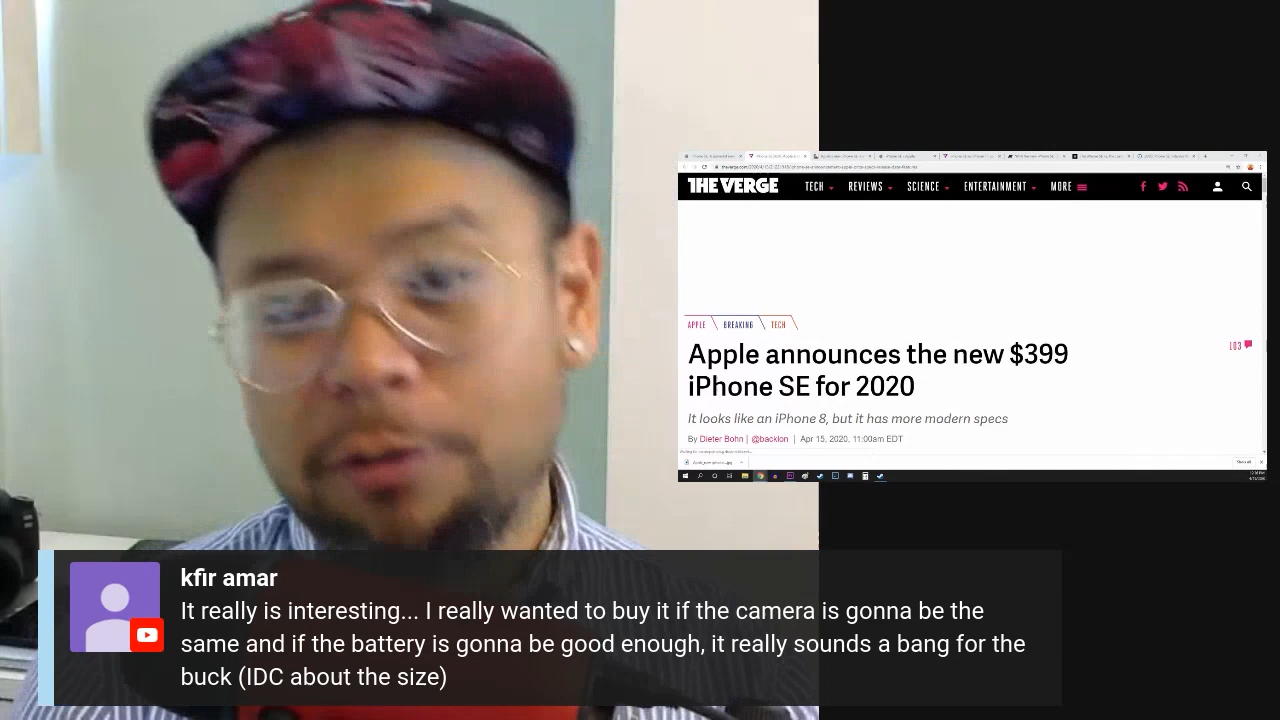 THE VERGE
TECH REVIEWS SCIENCE ENTERTAINMENT MORE
APPLE BREAKING TECH
Apple announces the new $399
iPhone SE for 2020
103
It looks like an iPhone 8, but it has more modern specs
By Dieter Bohn | @backlon | Apr 15, 2020, 11:00am EDT
kfir amar
It really is interesting... I really wanted to buy it if the camera is gonna be the
same and if the battery is gonna be good enough, it really sounds a bang for the
buck (IDC about the size)